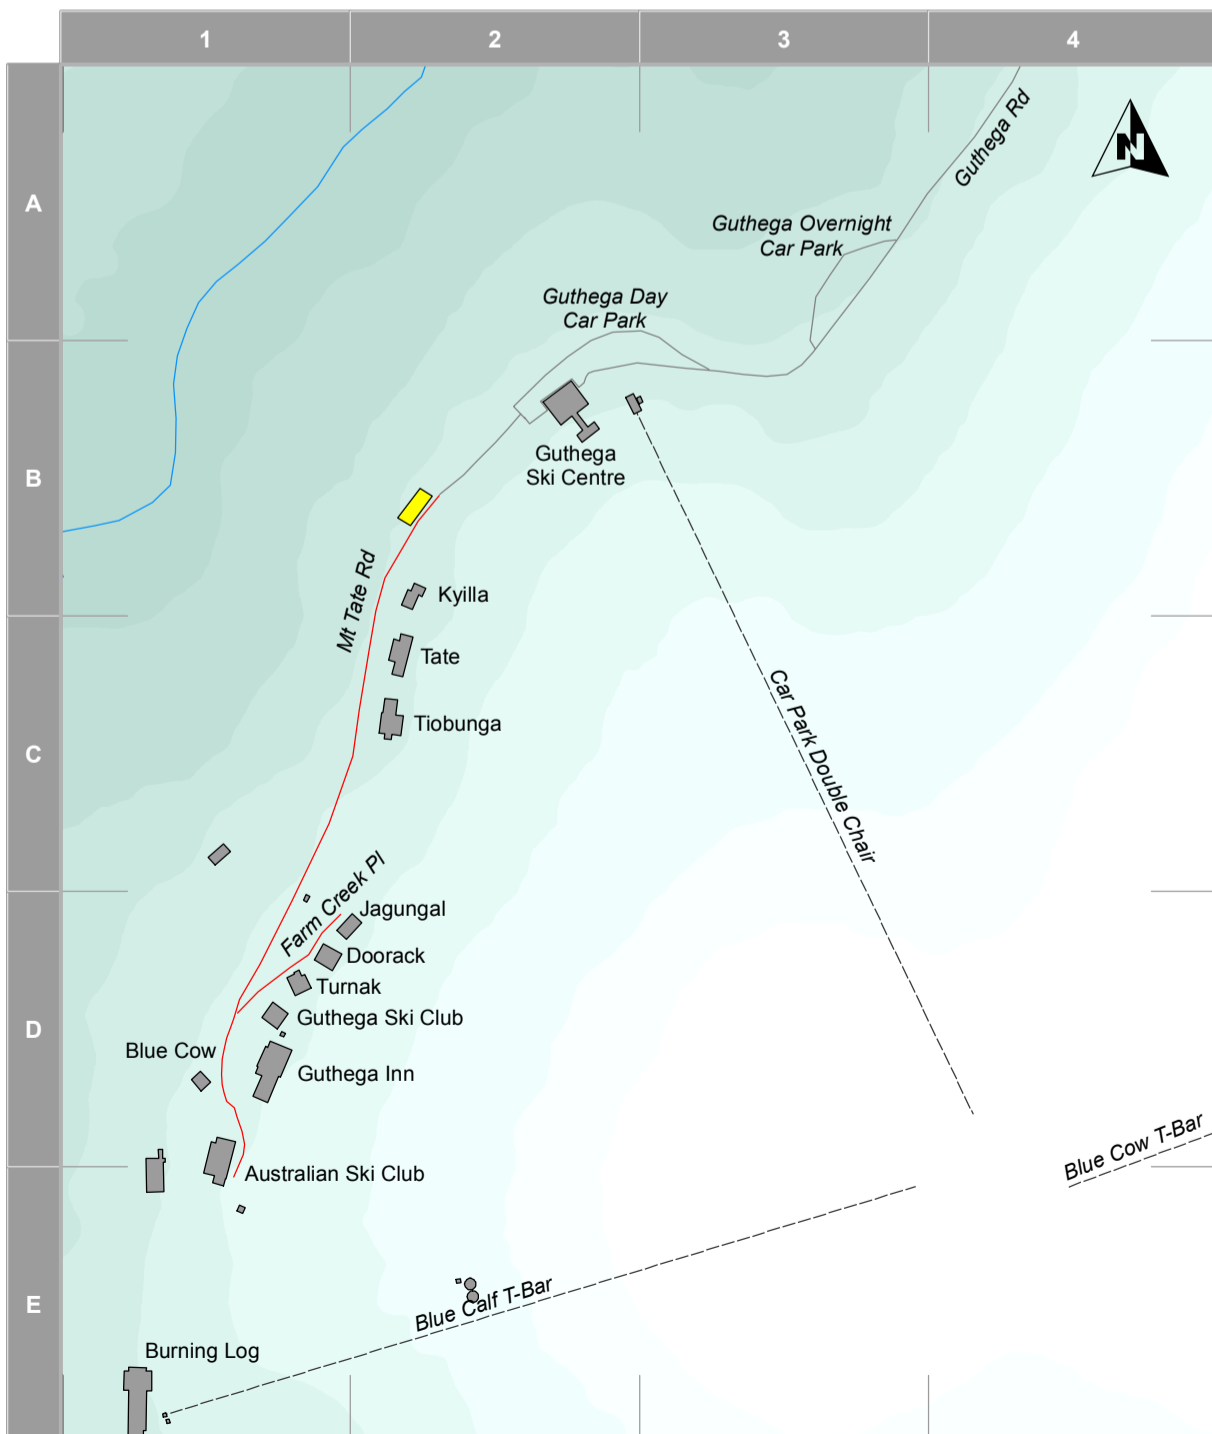 1
2
3
4
A
B
C
D
E
N
Guthega Rd
Guthega Overnight
Car Park
Guthega Day
Car Park
Guthega
Ski Centre
Mt Tate Rd
Kyilla
Tate
Tiobunga
Car Park Double Chair
Farm Creek Pl
Jagungal
Doorack
Turnak
Guthega Ski Club
Blue Cow
Guthega Inn
Australian Ski Club
Blue Cow T-Bar
Blue Calf T-Bar
Burning Log